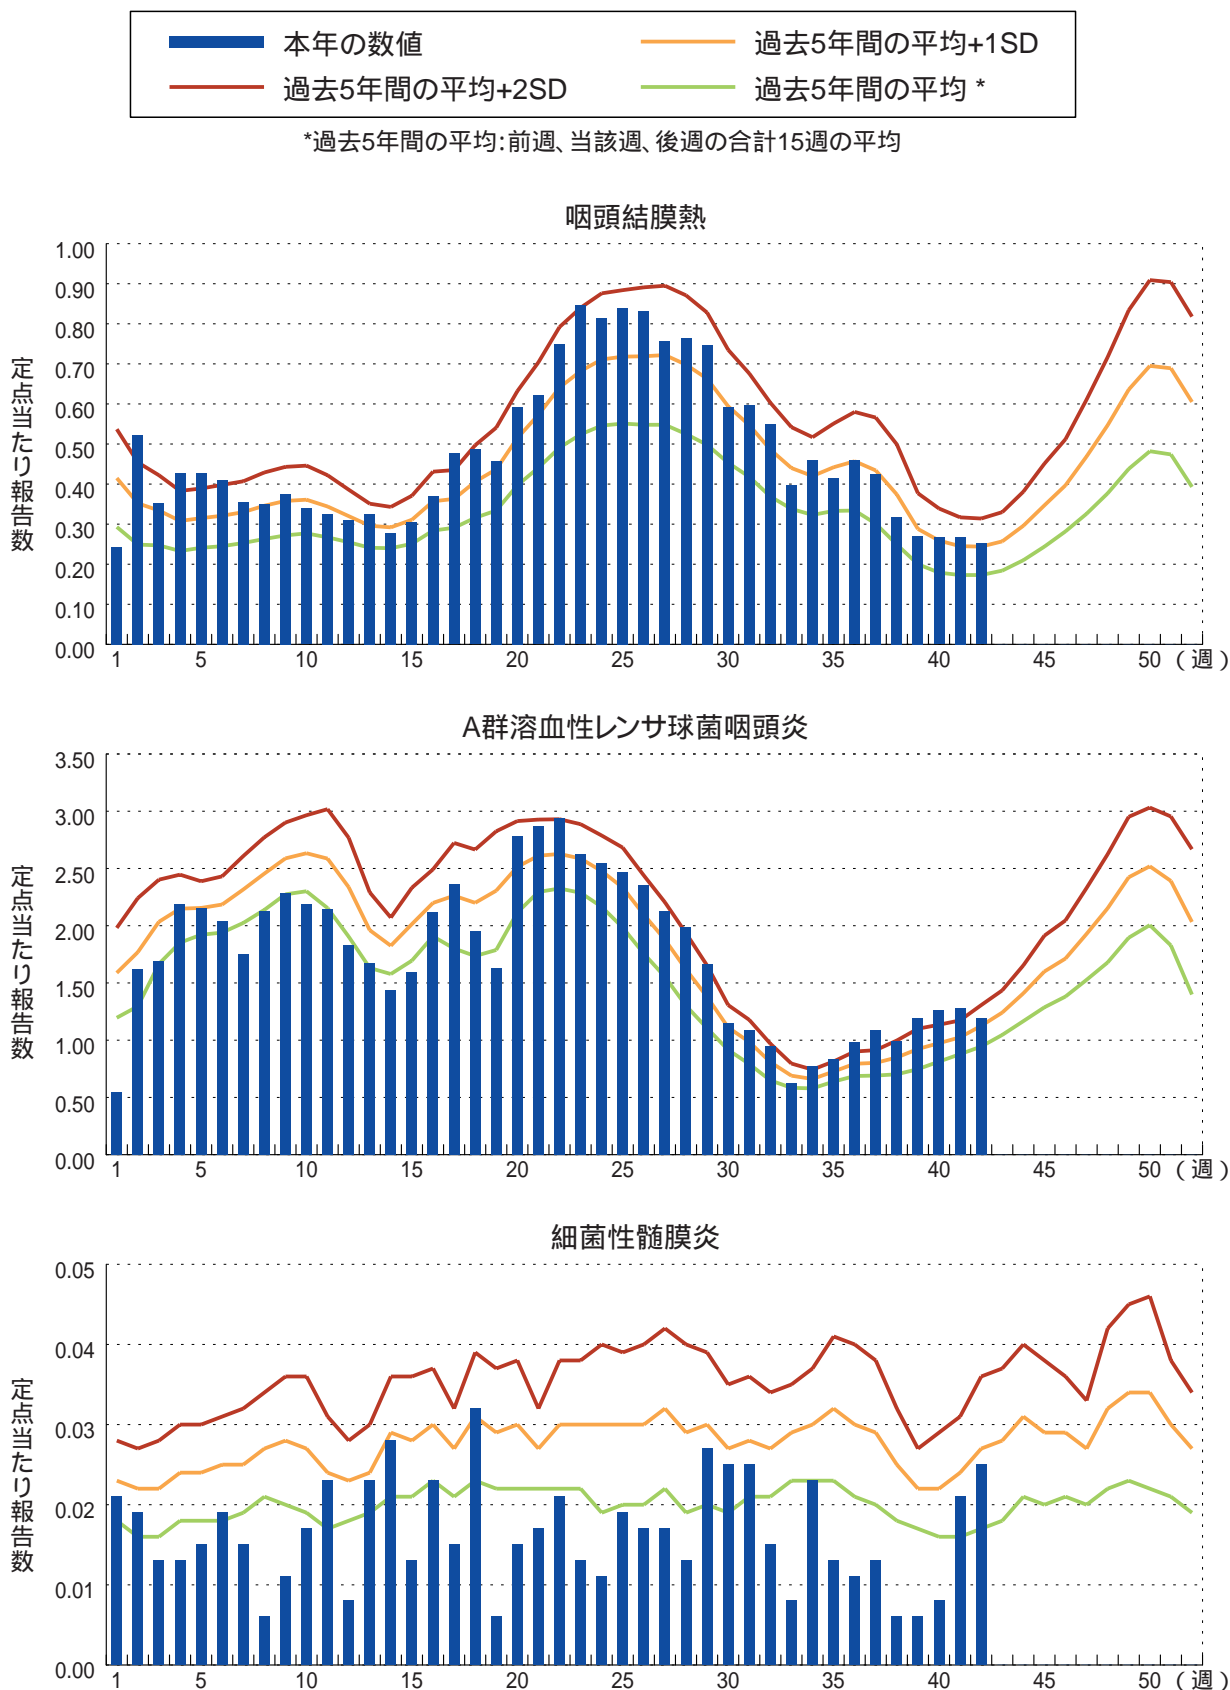 本年の数値
過去5年間の平均+1SD
過去5年間の平均+2SD
過去5年間の平均 *
*過去5年間の平均:前週、当該週、後週の合計15週の平均
咽頭結膜熱
定点当たり報告数
1.00
0.90
0.80
0.70
0.60
0.50
0.40
0.30
0.20
0.10
0.00
1 5 10 15 20 25 30 35 40 45 50 (週)
A群溶血性レンサ球菌咽頭炎
定点当たり報告数
3.50
3.00
2.50
2.00
1.50
1.00
0.50
0.00
1 5 10 15 20 25 30 35 40 45 50 (週)
細菌性髄膜炎
定点当たり報告数
0.05
0.04
0.03
0.02
0.01
0.00
1 5 10 15 20 25 30 35 40 45 50 (週)